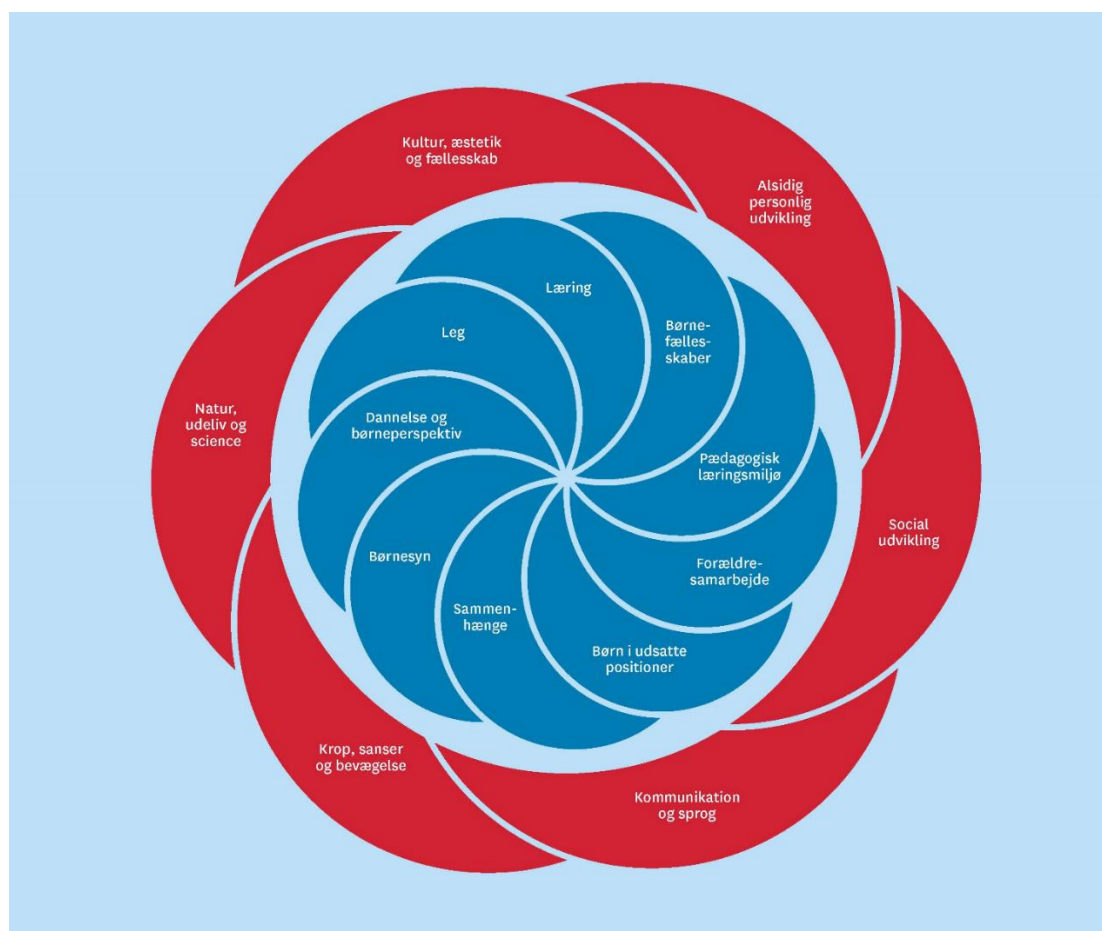 Kultur, æstetik
og fællesskab
Alsidig
personlig
udvikling
Social
udvikling
Kommunikation
og sprog
Krop, sanser
og bevægelse
Natur,
udeliv og
science
Læring
Børne-
fælles-
skaber
Pædagogisk
læringsmiljø
Forældre-
samarbejde
Børn i udsatte
positioner
Sammen-
hænge
Børnesyn
Dannelse og
børneperspektiv
Leg